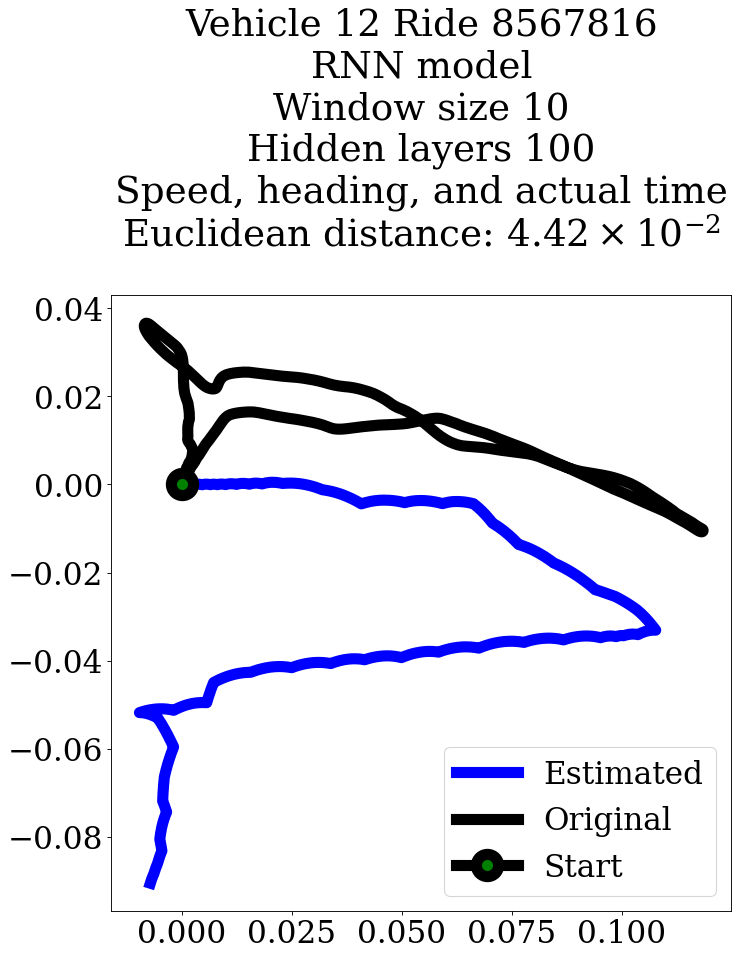 Vehicle 12 Ride 8567816
RNN model
Window size 10
Hidden layers 100
Speed, heading, and actual time
Euclidean distance: 4.42 × 10⁻²
0.04
0.02
0.00
−0.02
−0.04
−0.06
−0.08
Estimated
Original
Start
0.000 0.025 0.050 0.075 0.100